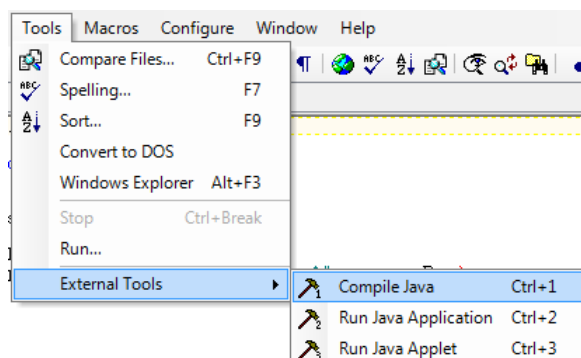 Tools Macros Configure Window Help
Compare Files... Ctrl+F9
Spelling... F7
Sort... F9
Convert to DOS
Windows Explorer Alt+F3
Stop Ctrl+Break
Run...
External Tools
Compile Java Ctrl+1
Run Java Application Ctrl+2
Run Java Applet Ctrl+3